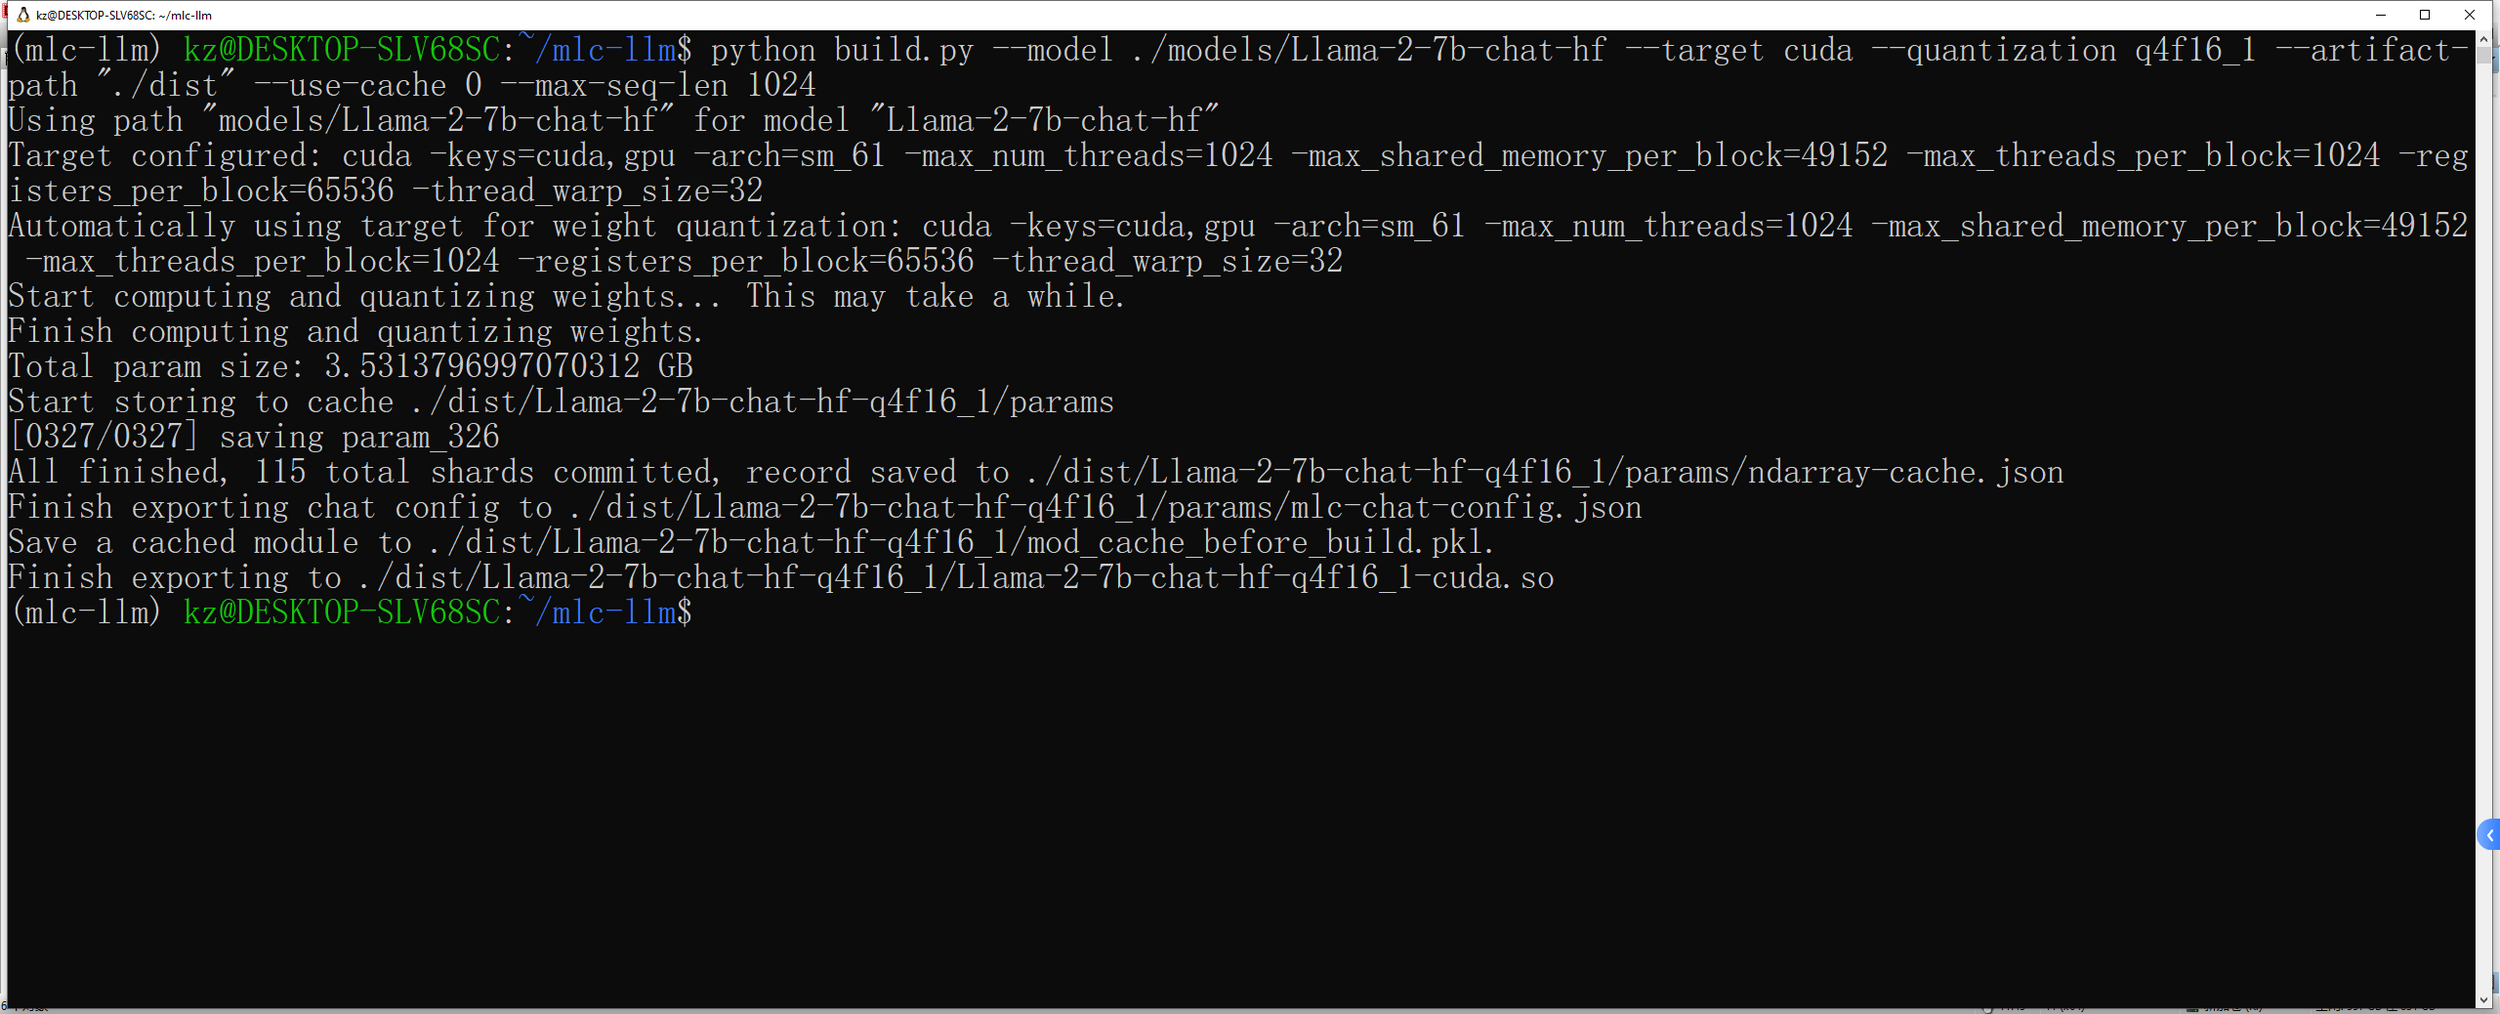 kz@DESKTOP-SLV68SC: ~/mlc-llm
(mlc-llm) kz@DESKTOP-SLV68SC:~/mlc-llm$ python build.py --model ./models/Llama-2-7b-chat-hf --target cuda --quantization q4f16_1 --artifact-
path "./dist" --use-cache 0 --max-seq-len 1024
Using path "models/Llama-2-7b-chat-hf" for model "Llama-2-7b-chat-hf"
Target configured: cuda -keys=cuda,gpu -arch=sm_61 -max_num_threads=1024 -max_shared_memory_per_block=49152 -max_threads_per_block=1024 -reg
isters_per_block=65536 -thread_warp_size=32
Automatically using target for weight quantization: cuda -keys=cuda,gpu -arch=sm_61 -max_num_threads=1024 -max_shared_memory_per_block=49152
 -max_threads_per_block=1024 -registers_per_block=65536 -thread_warp_size=32
Start computing and quantizing weights... This may take a while.
Finish computing and quantizing weights.
Total param size: 3.5313796997070312 GB
Start storing to cache ./dist/Llama-2-7b-chat-hf-q4f16_1/params
[0327/0327] saving param_326
All finished, 115 total shards committed, record saved to ./dist/Llama-2-7b-chat-hf-q4f16_1/params/ndarray-cache.json
Finish exporting chat config to ./dist/Llama-2-7b-chat-hf-q4f16_1/params/mlc-chat-config.json
Save a cached module to ./dist/Llama-2-7b-chat-hf-q4f16_1/mod_cache_before_build.pkl.
Finish exporting to ./dist/Llama-2-7b-chat-hf-q4f16_1/Llama-2-7b-chat-hf-q4f16_1-cuda.so
(mlc-llm) kz@DESKTOP-SLV68SC:~/mlc-llm$